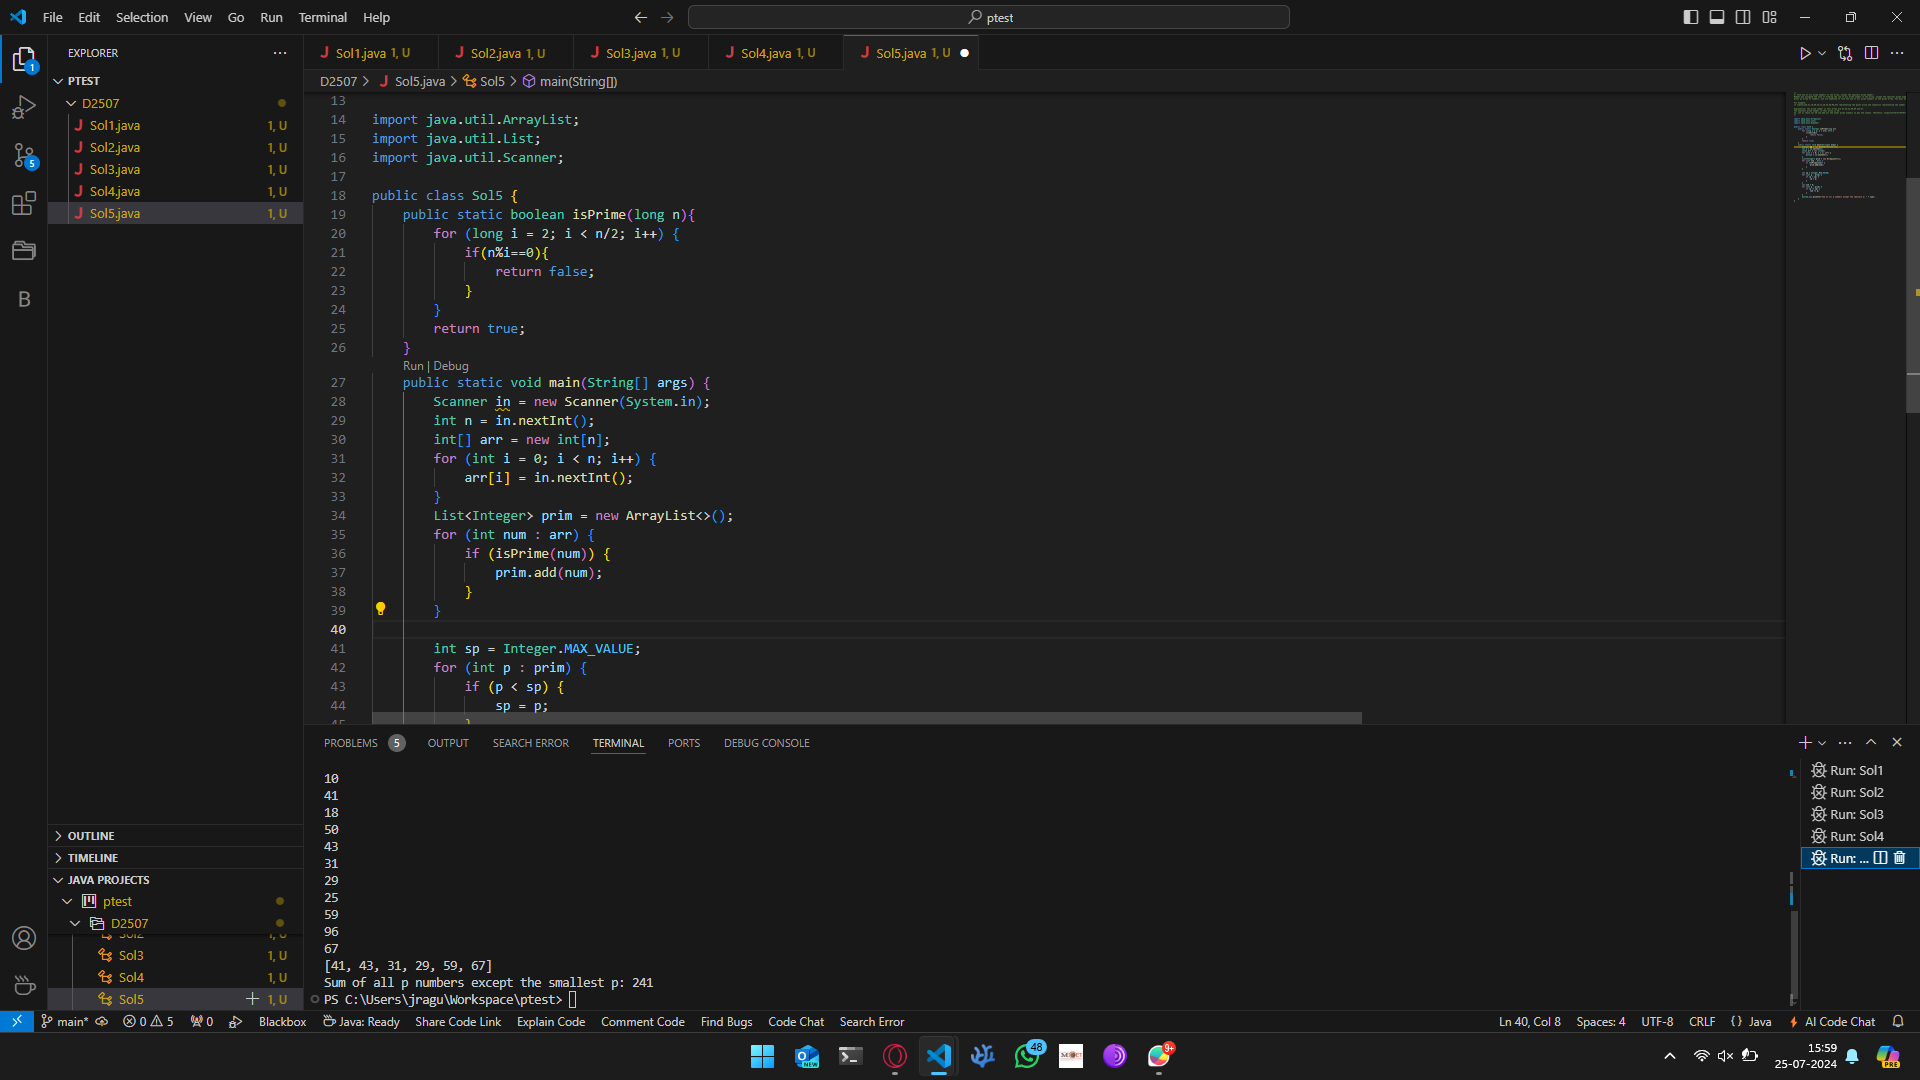 File Edit Selection View Go Run Terminal Help
ptest
EXPLORER
PTEST
D2507
Sol1.java 1, U
Sol2.java 1, U
Sol3.java 1, U
Sol4.java 1, U
Sol5.java 1, U
OUTLINE
TIMELINE
JAVA PROJECTS
ptest
D2507
Sol2 1, U
Sol3 1, U
Sol4 1, U
Sol5 1, U
1
5
B
Sol1.java 1, U Sol2.java 1, U Sol3.java 1, U Sol4.java 1, U Sol5.java 1, U
D2507 > Sol5.java > Sol5 > main(String[])
13
14 import java.util.ArrayList;
15 import java.util.List;
16 import java.util.Scanner;
17
18 public class Sol5 {
19 public static boolean isPrime(long n){
20 for (long i = 2; i < n/2; i++) {
21 if(n%i==0){
22 return false;
23 }
24 }
25 return true;
26 }
Run | Debug
27 public static void main(String[] args) {
28 Scanner in = new Scanner(System.in);
29 int n = in.nextInt();
30 int[] arr = new int[n];
31 for (int i = 0; i < n; i++) {
32 arr[i] = in.nextInt();
33 }
34 List<Integer> prim = new ArrayList<>();
35 for (int num : arr) {
36 if (isPrime(num)) {
37 prim.add(num);
38 }
39 }
40
41 int sp = Integer.MAX_VALUE;
42 for (int p : prim) {
43 if (p < sp) {
44 sp = p;
45 }
PROBLEMS 5 OUTPUT SEARCH ERROR TERMINAL PORTS DEBUG CONSOLE
10
41
18
50
43
31
29
25
59
96
67
[41, 43, 31, 29, 59, 67]
Sum of all p numbers except the smallest p: 241
PS C:\Users\jragu\Workspace\ptest>
Run: Sol1
Run: Sol2
Run: Sol3
Run: Sol4
Run: ...
main* 0 5 0 Blackbox Java: Ready Share Code Link Explain Code Comment Code Find Bugs Code Chat Search Error
Ln 40, Col 8 Spaces: 4 UTF-8 CRLF {} Java AI Code Chat
NEW
48
9+
15:59
25-07-2024
PRE